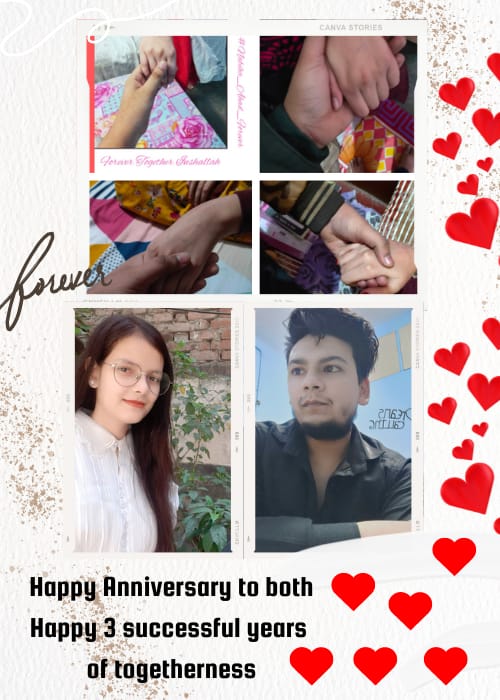 CANVA STORIES
Forever Together Inshallah
forever
Happy Anniversary to both
Happy 3 successful years
of togetherness